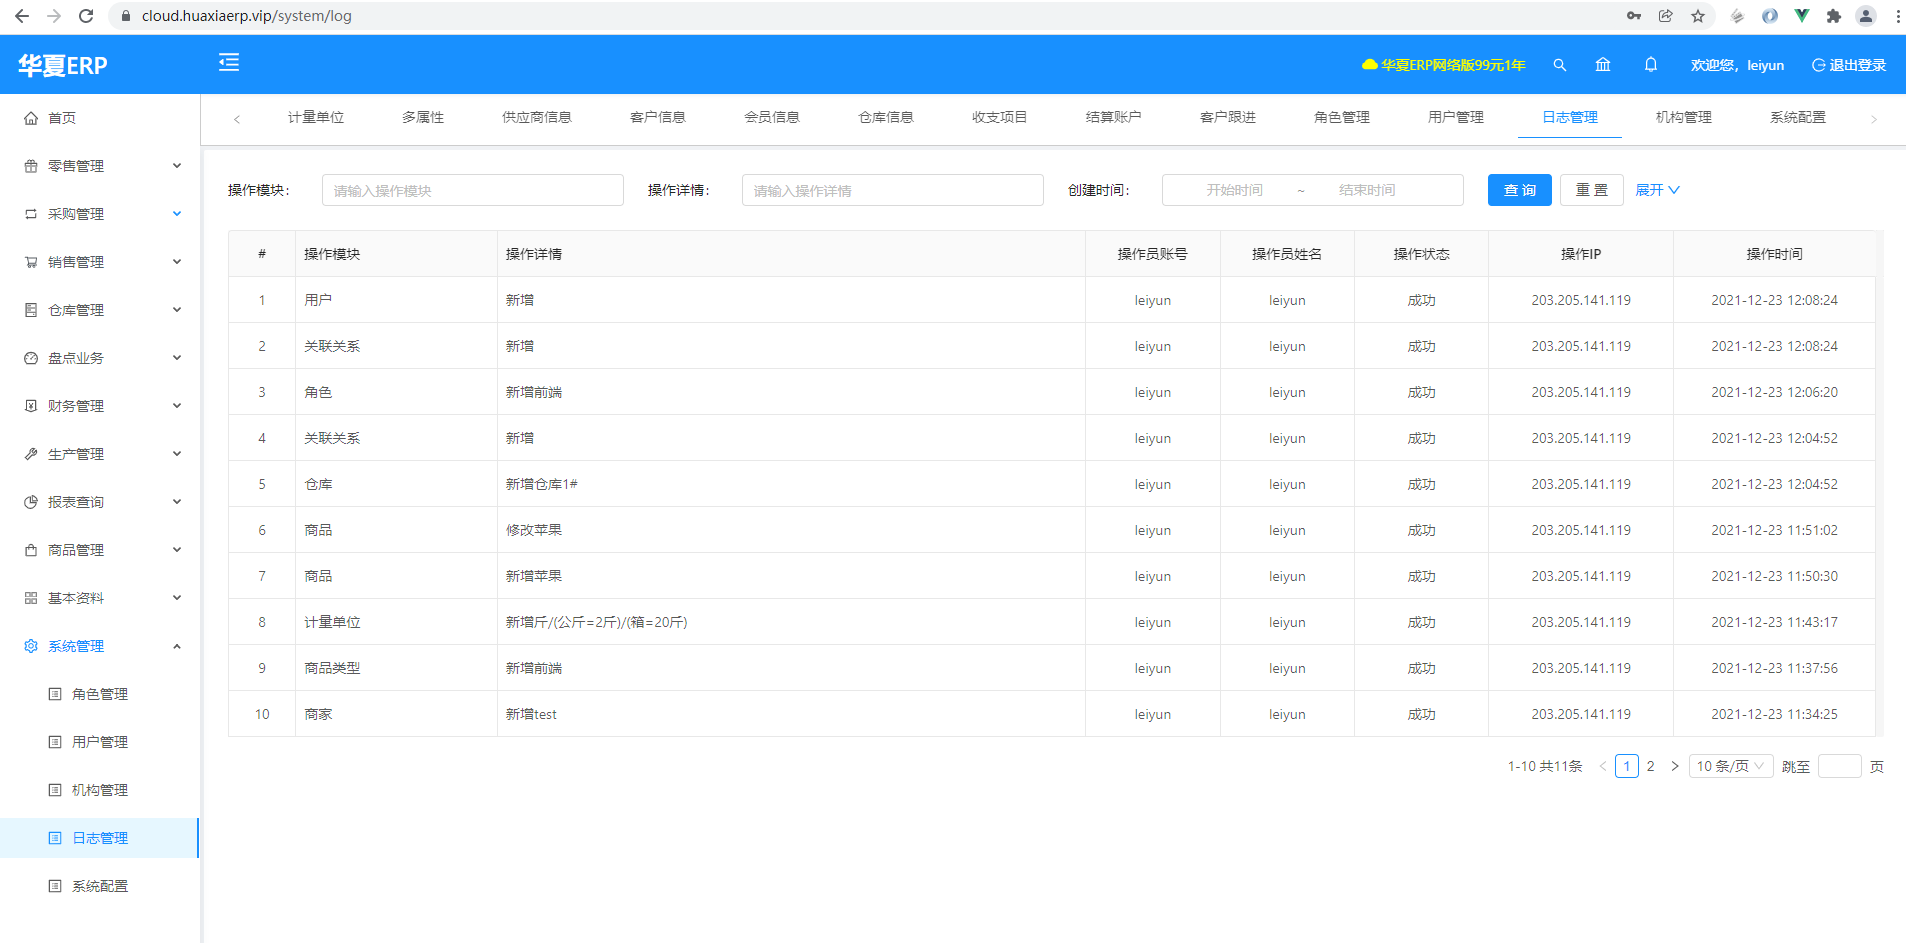 cloud.huaxiaerp.vip/system/log
华夏ERP
华夏ERP网络版99元1年
欢迎您，leiyun
退出登录
首页
零售管理
采购管理
销售管理
仓库管理
盘点业务
财务管理
生产管理
报表查询
商品管理
基本资料
系统管理
角色管理
用户管理
机构管理
日志管理
系统配置
计量单位 多属性 供应商信息 客户信息 会员信息 仓库信息 收支项目 结算账户 客户跟进 角色管理 用户管理 日志管理 机构管理 系统配置
操作模块： 请输入操作模块 操作详情： 请输入操作详情 创建时间： 开始时间 ~ 结束时间 查 询 重 置 展开
# 操作模块 操作详情 操作员账号 操作员姓名 操作状态 操作IP 操作时间
1 用户 新增 leiyun leiyun 成功 203.205.141.119 2021-12-23 12:08:24
2 关联关系 新增 leiyun leiyun 成功 203.205.141.119 2021-12-23 12:08:24
3 角色 新增前端 leiyun leiyun 成功 203.205.141.119 2021-12-23 12:06:20
4 关联关系 新增 leiyun leiyun 成功 203.205.141.119 2021-12-23 12:04:52
5 仓库 新增仓库1# leiyun leiyun 成功 203.205.141.119 2021-12-23 12:04:52
6 商品 修改苹果 leiyun leiyun 成功 203.205.141.119 2021-12-23 11:51:02
7 商品 新增苹果 leiyun leiyun 成功 203.205.141.119 2021-12-23 11:50:30
8 计量单位 新增斤/(公斤=2斤)/(箱=20斤) leiyun leiyun 成功 203.205.141.119 2021-12-23 11:43:17
9 商品类型 新增前端 leiyun leiyun 成功 203.205.141.119 2021-12-23 11:37:56
10 商家 新增test leiyun leiyun 成功 203.205.141.119 2021-12-23 11:34:25
1-10 共11条 < 1 2 > 10 条/页 跳至 页